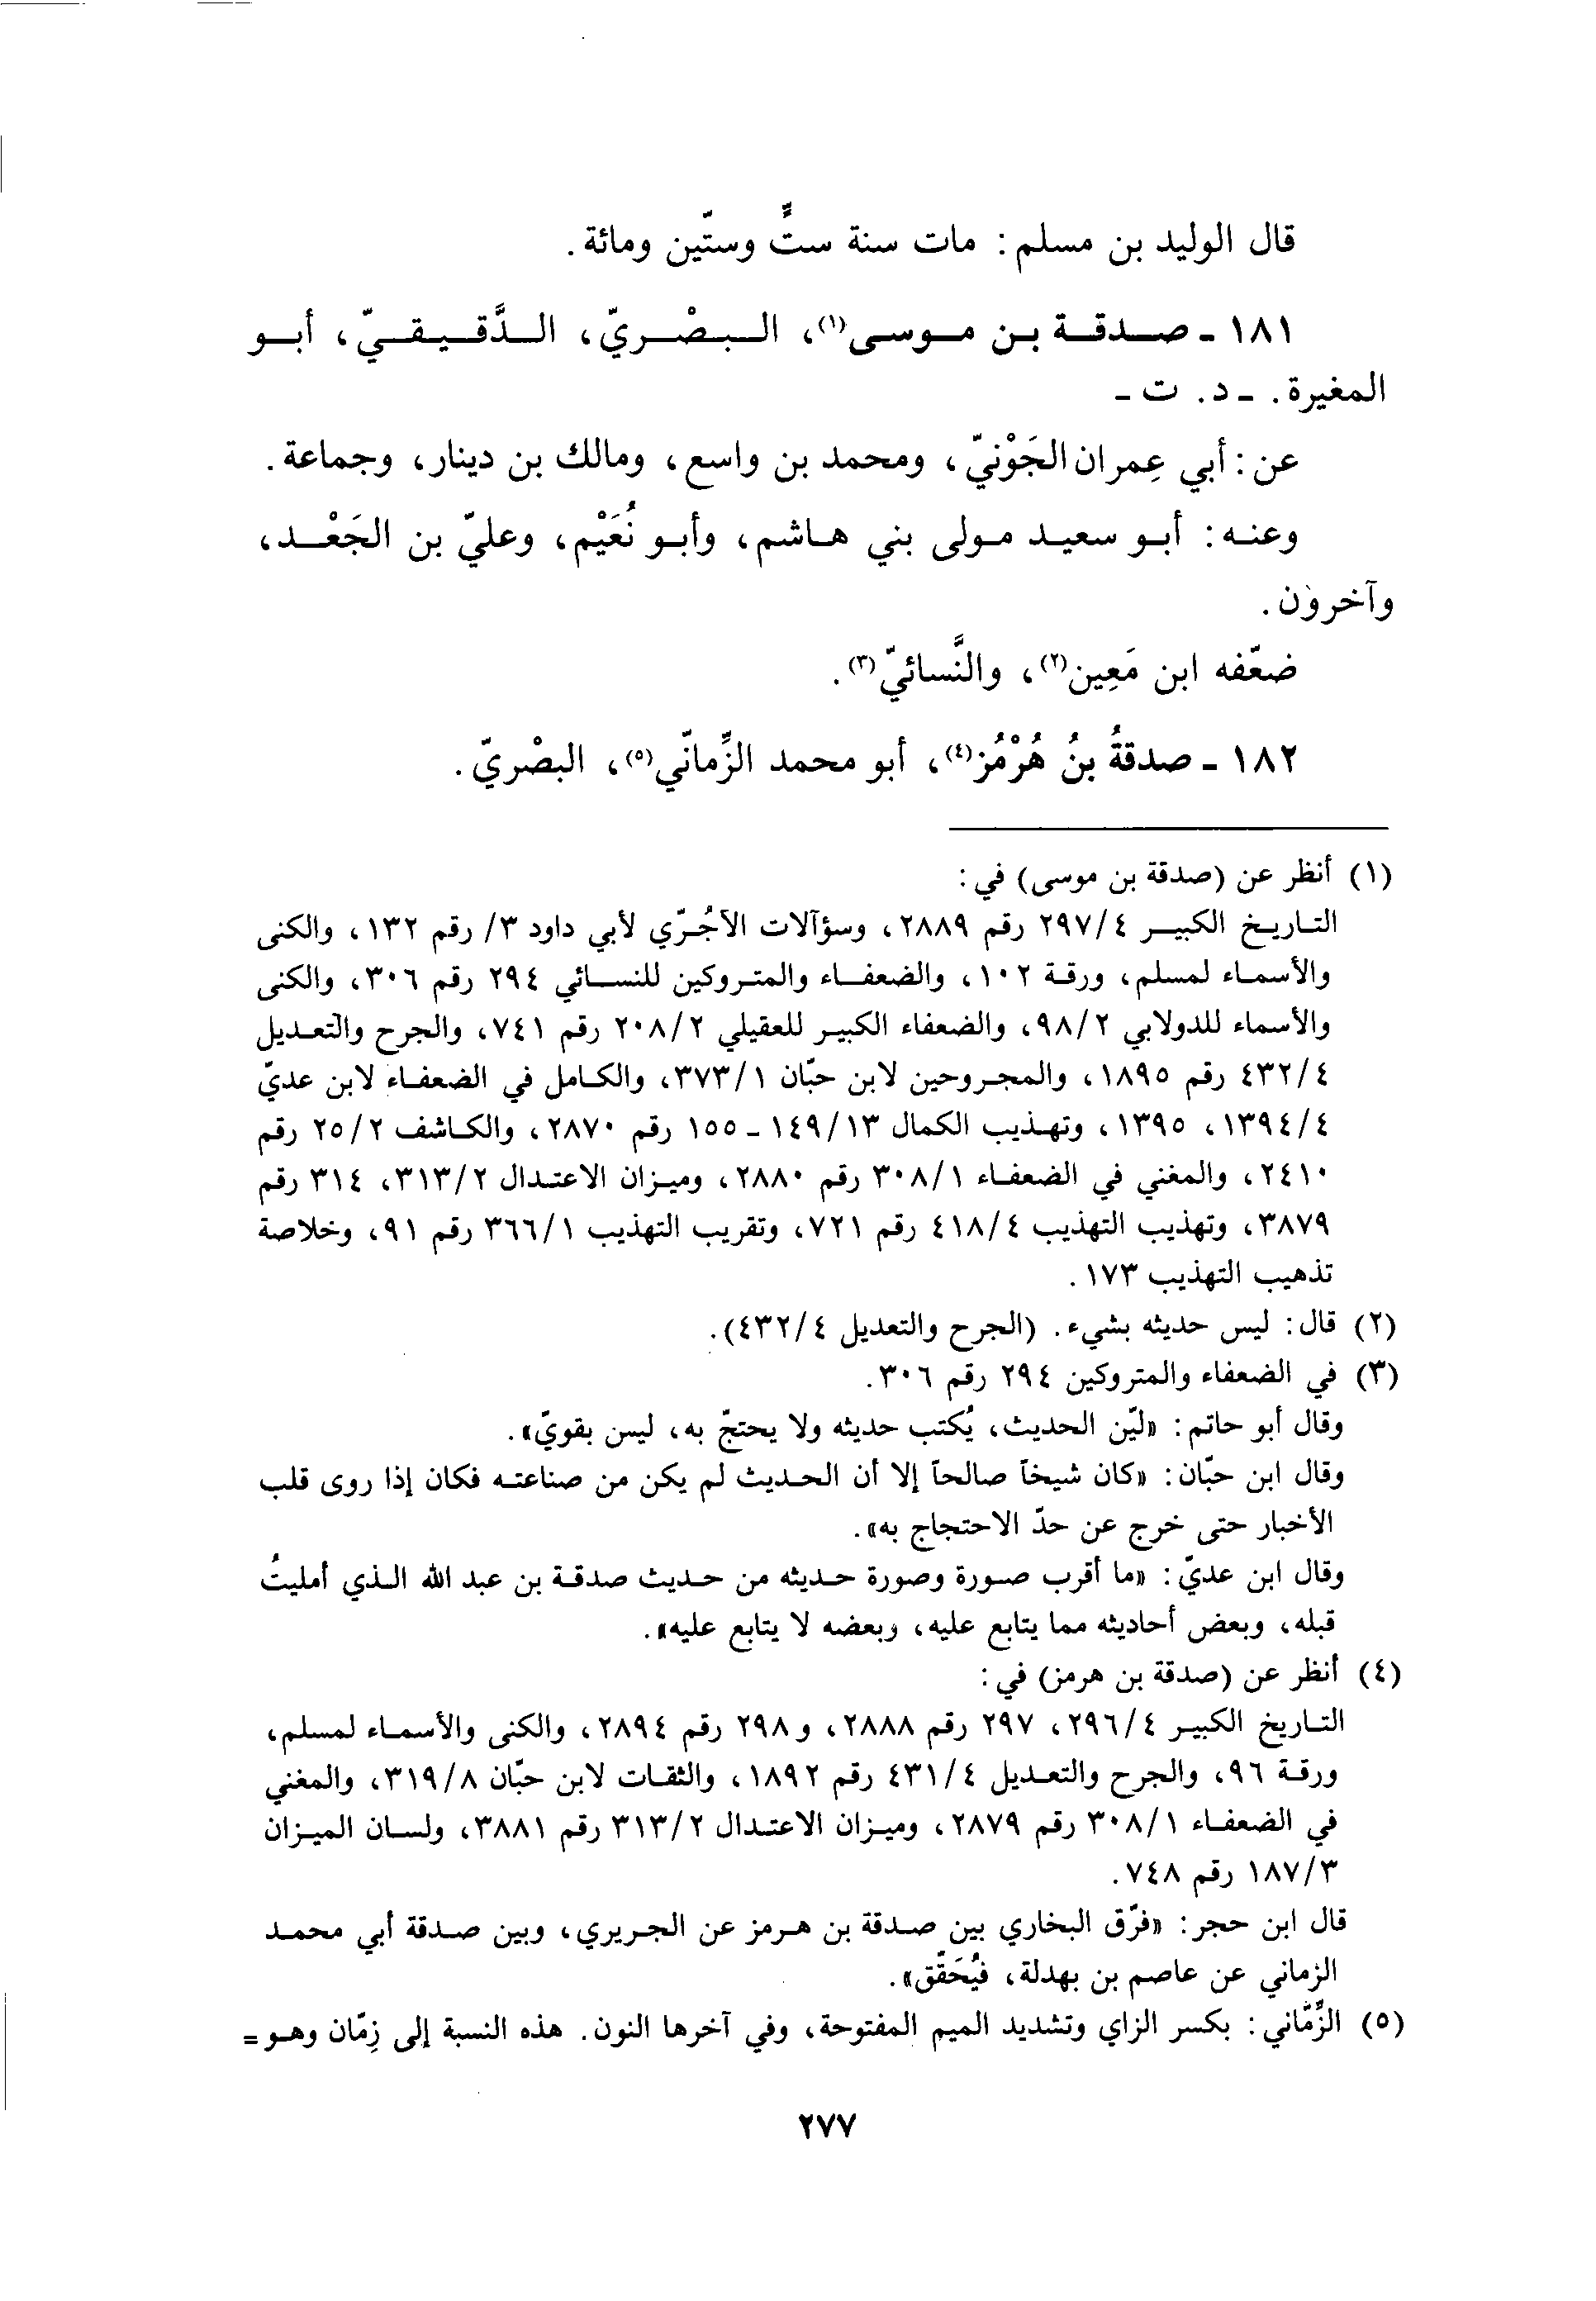 قال الوليد بن مسلم: مات سنة ستٍّ وستّين ومائة.
١٨١ ـ صدقة بن موسى(١)، البصْريّ، الدَّقيقيّ، أبو
المغيرة. ـ د. ت ـ
عن: أبي عِمران الجَوْنيّ، ومحمد بن واسع، ومالك بن دينار، وجماعة.
وعنه: أبو سعيد مولى بني هاشم، وأبو نُعَيْم، وعليّ بن الجَعْد،
وآخرون.
ضعّفه ابن مَعِين(٢)، والنَّسائيّ(٣).
١٨٢ ـ صدقةُ بنُ هُرْمُز(٤)، أبو محمد الزِّمانّي(٥)، البصْريّ.
(١) أنظر عن (صدقة بن موسى) في:
التاريخ الكبير ٢٩٧/٤ رقم ٢٨٨٩، وسؤآلات الآجُرّي لأبي داود ٣/ رقم ١٣٢، والكنى
والأسماء لمسلم، ورقة ١٠٢، والضعفاء والمتروكين للنسائي ٢٩٤ رقم ٣٠٦، والكنى
والأسماء للدولابي ٩٨/٢، والضعفاء الكبير للعقيلي ٢٠٨/٢ رقم ٧٤١، والجرح والتعديل
٤٣٢/٤ رقم ١٨٩٥، والمجروحين لابن حبّان ٣٧٣/١، والكامل في الضعفاء لابن عديّ
١٣٩٤/٤، ١٣٩٥، وتهذيب الكمال ١٤٩/١٣ ـ ١٥٥ رقم ٢٨٧٠، والكاشف ٢٥/٢ رقم
٢٤١٠، والمغني في الضعفاء ٣٠٨/١ رقم ٢٨٨٠، وميزان الاعتدال ٣١٣/٢، ٣١٤ رقم
٣٨٧٩، وتهذيب التهذيب ٤١٨/٤ رقم ٧٢١، وتقريب التهذيب ٣٦٦/١ رقم ٩١، وخلاصة
تذهيب التهذيب ١٧٣.
(٢) قال: ليس حديثه بشيء. (الجرح والتعديل ٤٣٢/٤).
(٣) في الضعفاء والمتروكين ٢٩٤ رقم ٣٠٦.
وقال أبو حاتم: «ليّن الحديث، يُكتب حديثه ولا يحتجّ به، ليس بقويّ».
وقال ابن حبّان: «كان شيخاً صالحاً إلا أن الحديث لم يكن من صناعته فكان إذا روى قلب
الأخبار حتى خرج عن حدّ الاحتجاج به».
وقال ابن عديّ: «ما أقرب صورة وصورة حديثه من حديث صدقة بن عبد الله الذي أمليتُ
قبله، وبعض أحاديثه مما يتابع عليه، وبعضه لا يتابع عليه».
(٤) أنظر عن (صدقة بن هرمز) في:
التاريخ الكبير ٢٩٦/٤، ٢٩٧ رقم ٢٨٨٨، و٢٩٨ رقم ٢٨٩٤، والكنى والأسماء لمسلم،
ورقة ٩٦، والجرح والتعديل ٤٣١/٤ رقم ١٨٩٢، والثقات لابن حبّان ٣١٩/٨، والمغني
في الضعفاء ٣٠٨/١ رقم ٢٨٧٩، وميزان الاعتدال ٣١٣/٢ رقم ٣٨٨١، ولسان الميزان
١٨٧/٣ رقم ٧٤٨.
قال ابن حجر: «فرّق البخاري بين صدقة بن هرمز عن الجريري، وبين صدقة أبي محمد
الزماني عن عاصم بن بهدلة، فيُحَقَّق».
(٥) الزِّمّاني: بكسر الزاي وتشديد الميم المفتوحة، وفي آخرها النون. هذه النسبة إلى زِمّان وهو =
٢٧٧